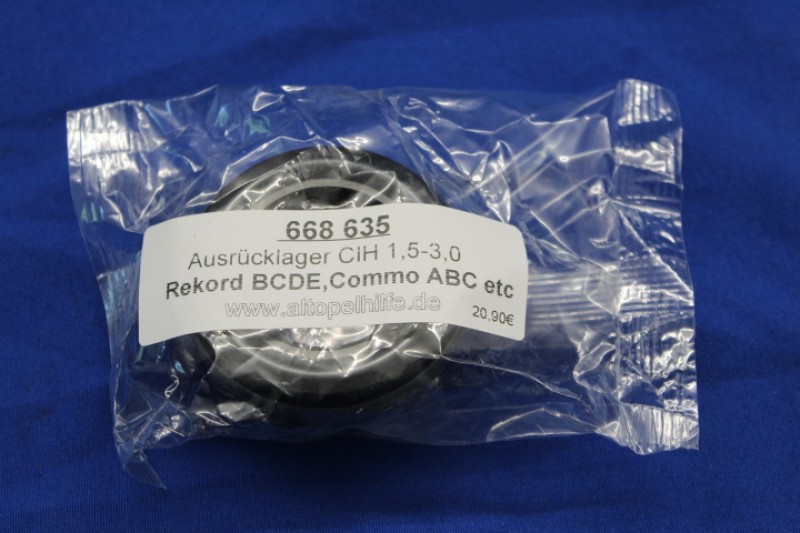 668 635
Ausrücklager CIH 1,5-3,0
Rekord BCDE,Commo ABC etc
www.altopelhilfe.de
20,90€